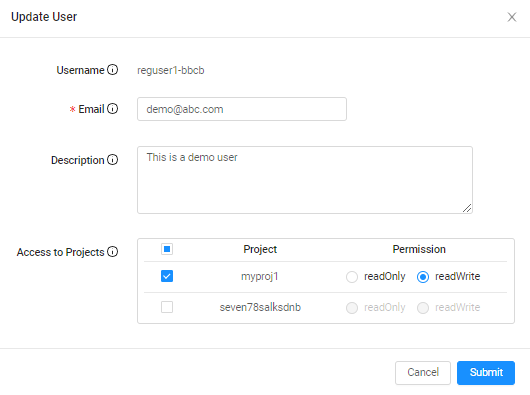 Update User
Username
reguser1-bbcb
* Email
demo@abc.com
Description
This is a demo user
Access to Projects
Project Permission
myproj1 readOnly readWrite
seven78salksdnb readOnly readWrite
Cancel Submit